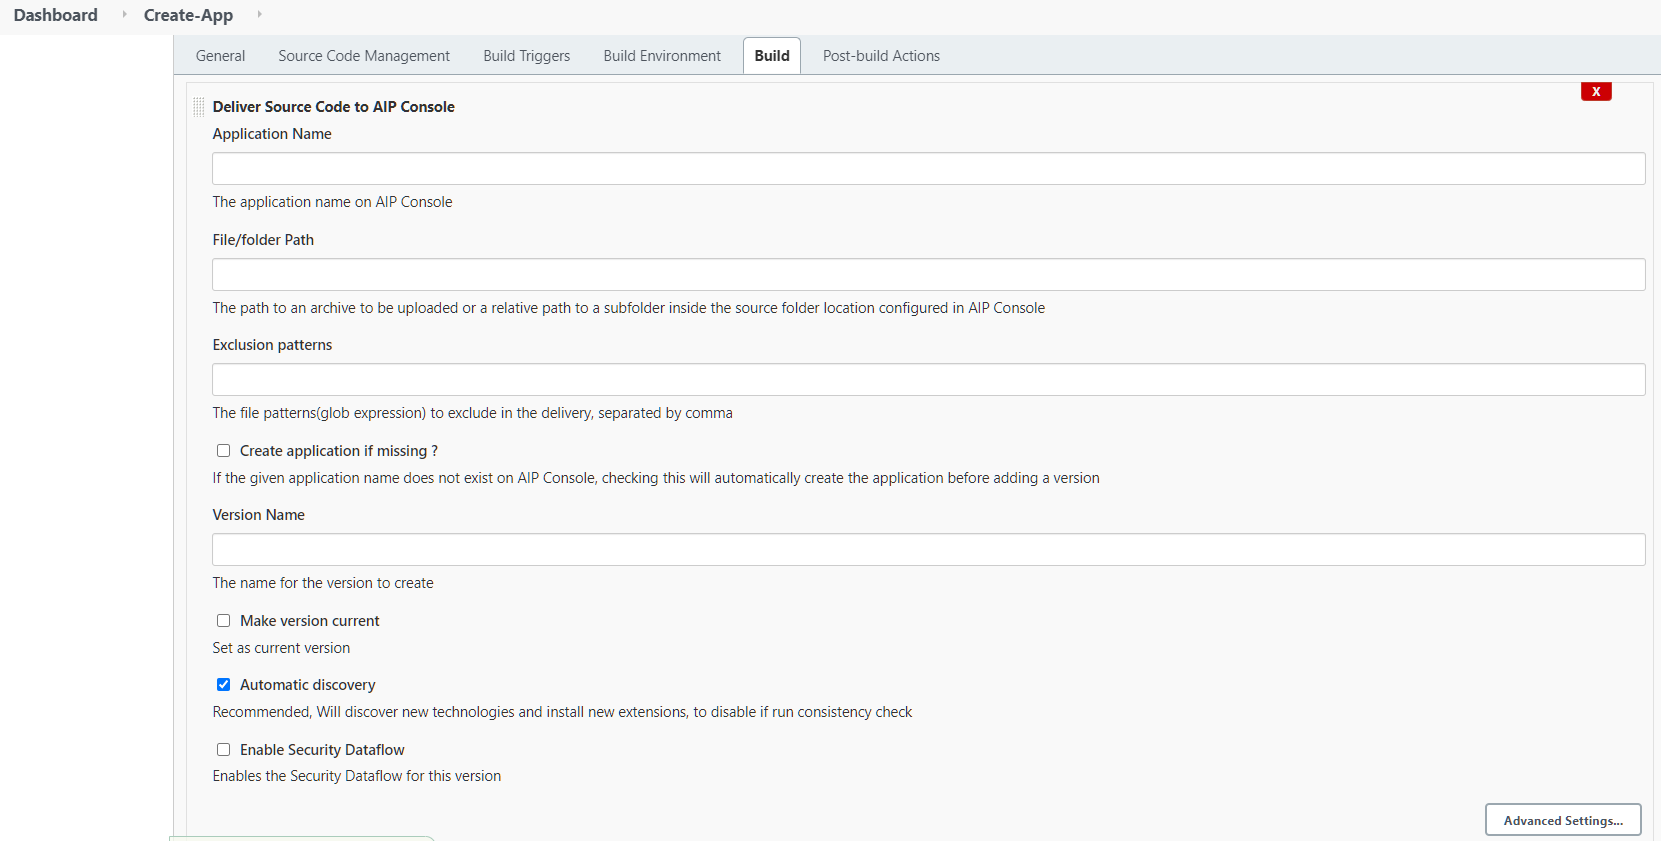 Dashboard
Create-App
General
Source Code Management
Build Triggers
Build Environment
Build
Post-build Actions
X
Deliver Source Code to AIP Console
Application Name
The application name on AIP Console
File/folder Path
The path to an archive to be uploaded or a relative path to a subfolder inside the source folder location configured in AIP Console
Exclusion patterns
The file patterns(glob expression) to exclude in the delivery, separated by comma
Create application if missing ?
If the given application name does not exist on AIP Console, checking this will automatically create the application before adding a version
Version Name
The name for the version to create
Make version current
Set as current version
Automatic discovery
Recommended, Will discover new technologies and install new extensions, to disable if run consistency check
Enable Security Dataflow
Enables the Security Dataflow for this version
Advanced Settings...